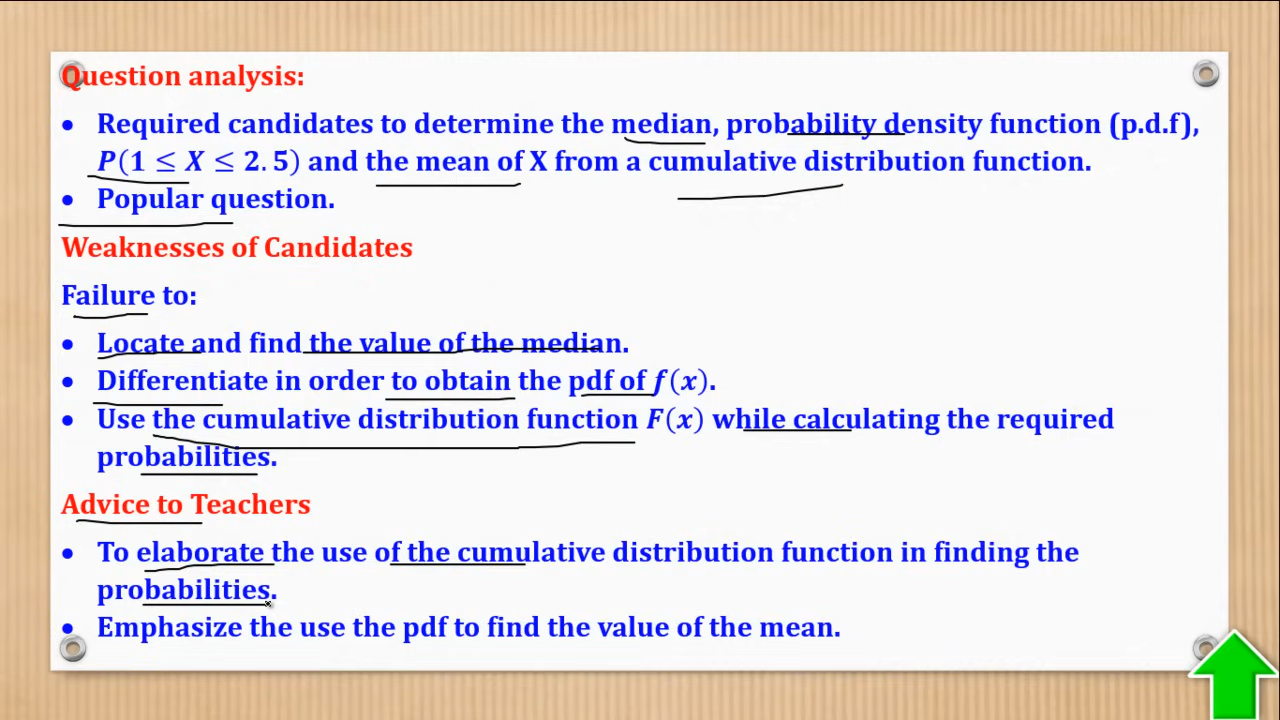 Question analysis:
• Required candidates to determine the median, probability density function (p.d.f),
P(1 ≤ X ≤ 2.5) and the mean of X from a cumulative distribution function.
• Popular question.
Weaknesses of Candidates
Failure to:
• Locate and find the value of the median.
• Differentiate in order to obtain the pdf of f(x).
• Use the cumulative distribution function F(x) while calculating the required
probabilities.
Advice to Teachers
• To elaborate the use of the cumulative distribution function in finding the
probabilities.
• Emphasize the use the pdf to find the value of the mean.